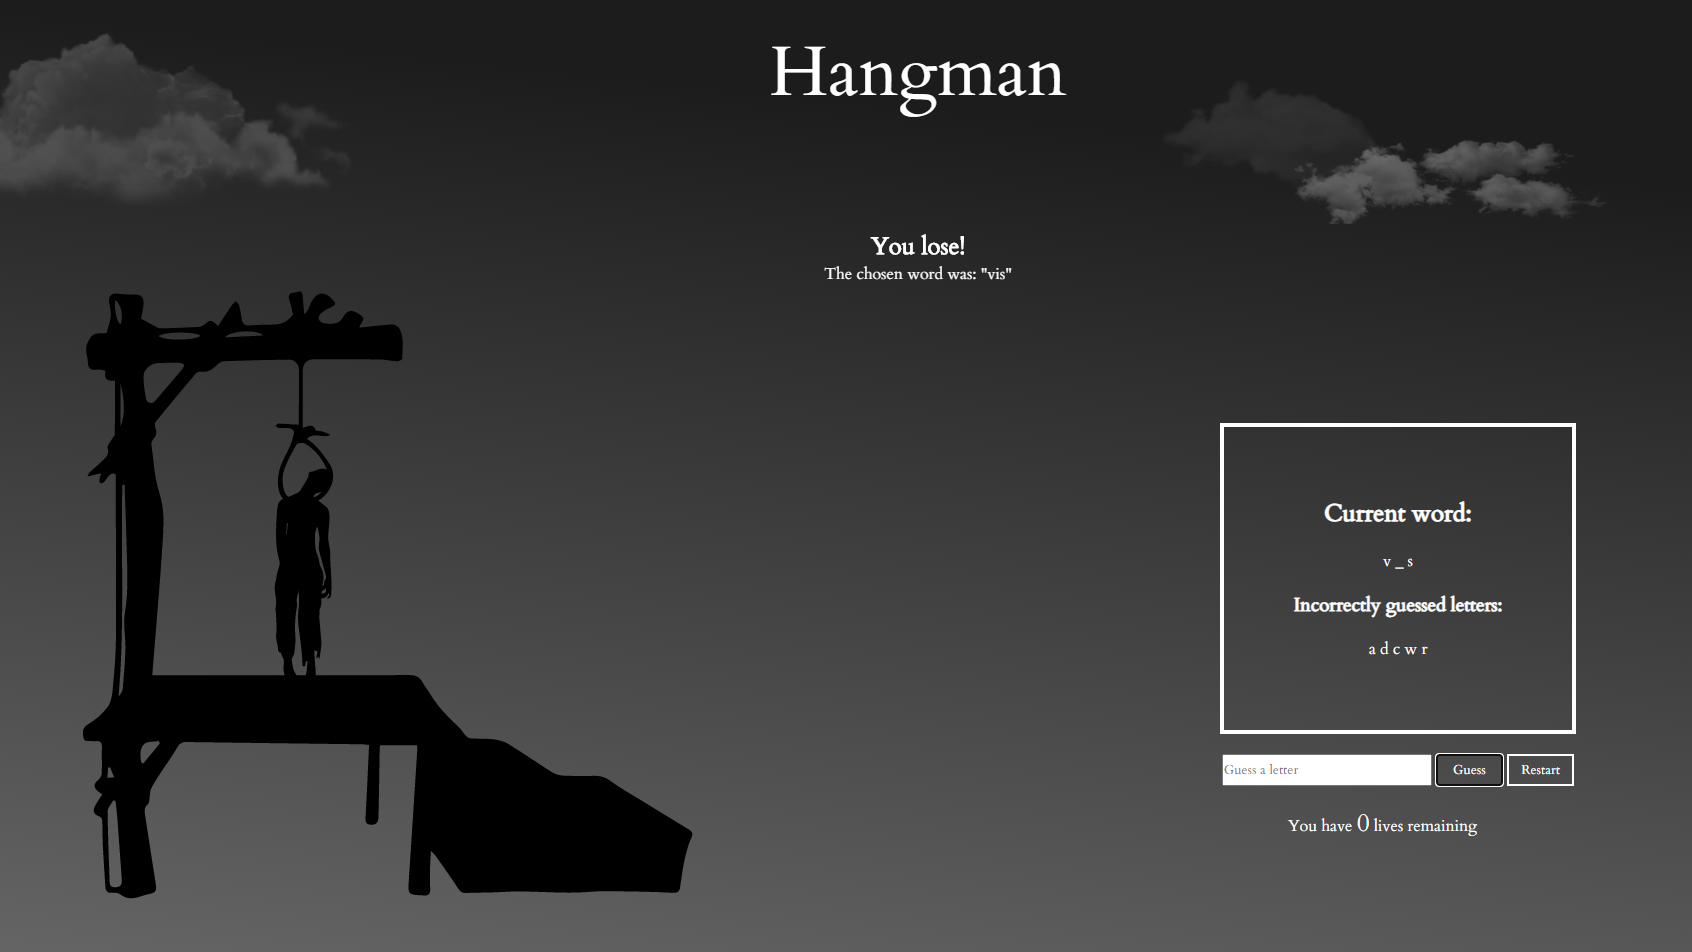 Hangman
You lose!
The chosen word was: "vis"
Current word:
v _ s
Incorrectly guessed letters:
a d c w r
Guess a letter
Guess
Restart
You have 0 lives remaining